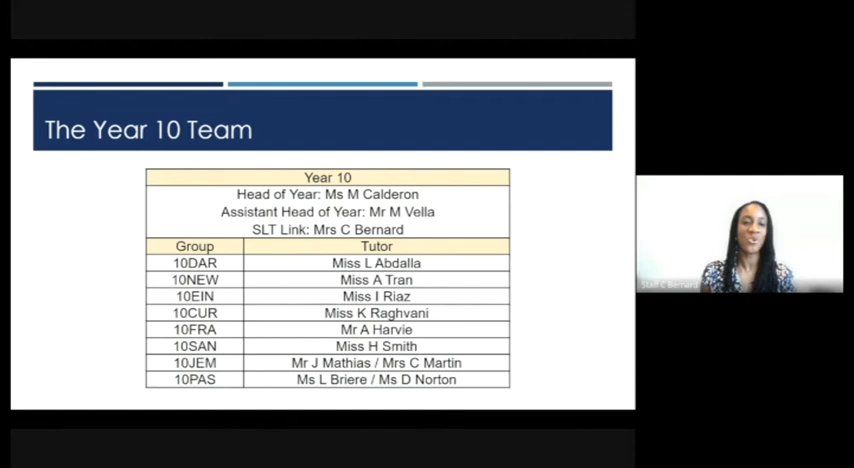 The Year 10 Team
Year 10
Head of Year: Ms M Calderon
Assistant Head of Year: Mr M Vella
SLT Link: Mrs C Bernard
Group Tutor
10DAR Miss L Abdalla
10NEW Miss A Tran
10EIN Miss I Riaz
10CUR Miss K Raghvani
10FRA Mr A Harvie
10SAN Miss H Smith
10JEM Mr J Mathias / Mrs C Martin
10PAS Ms L Briere / Ms D Norton
Staff C Bernard